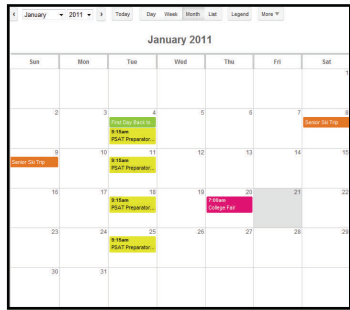 January 2011 Today Day Week Month List Legend More
January 2011
Sun Mon Tue Wed Thu Fri Sat
1
2 3 4 5 6 7 8
First Day Back to
Senior Ski Trip
9:15am
PSAT Preparator...
9 10 11 12 13 14 15
Senior Ski Trip
9:15am
PSAT Preparator...
16 17 18 19 20 21 22
9:15am
PSAT Preparator...
7:00am
College Fair
23 24 25 26 27 28 29
9:15am
PSAT Preparator...
30 31